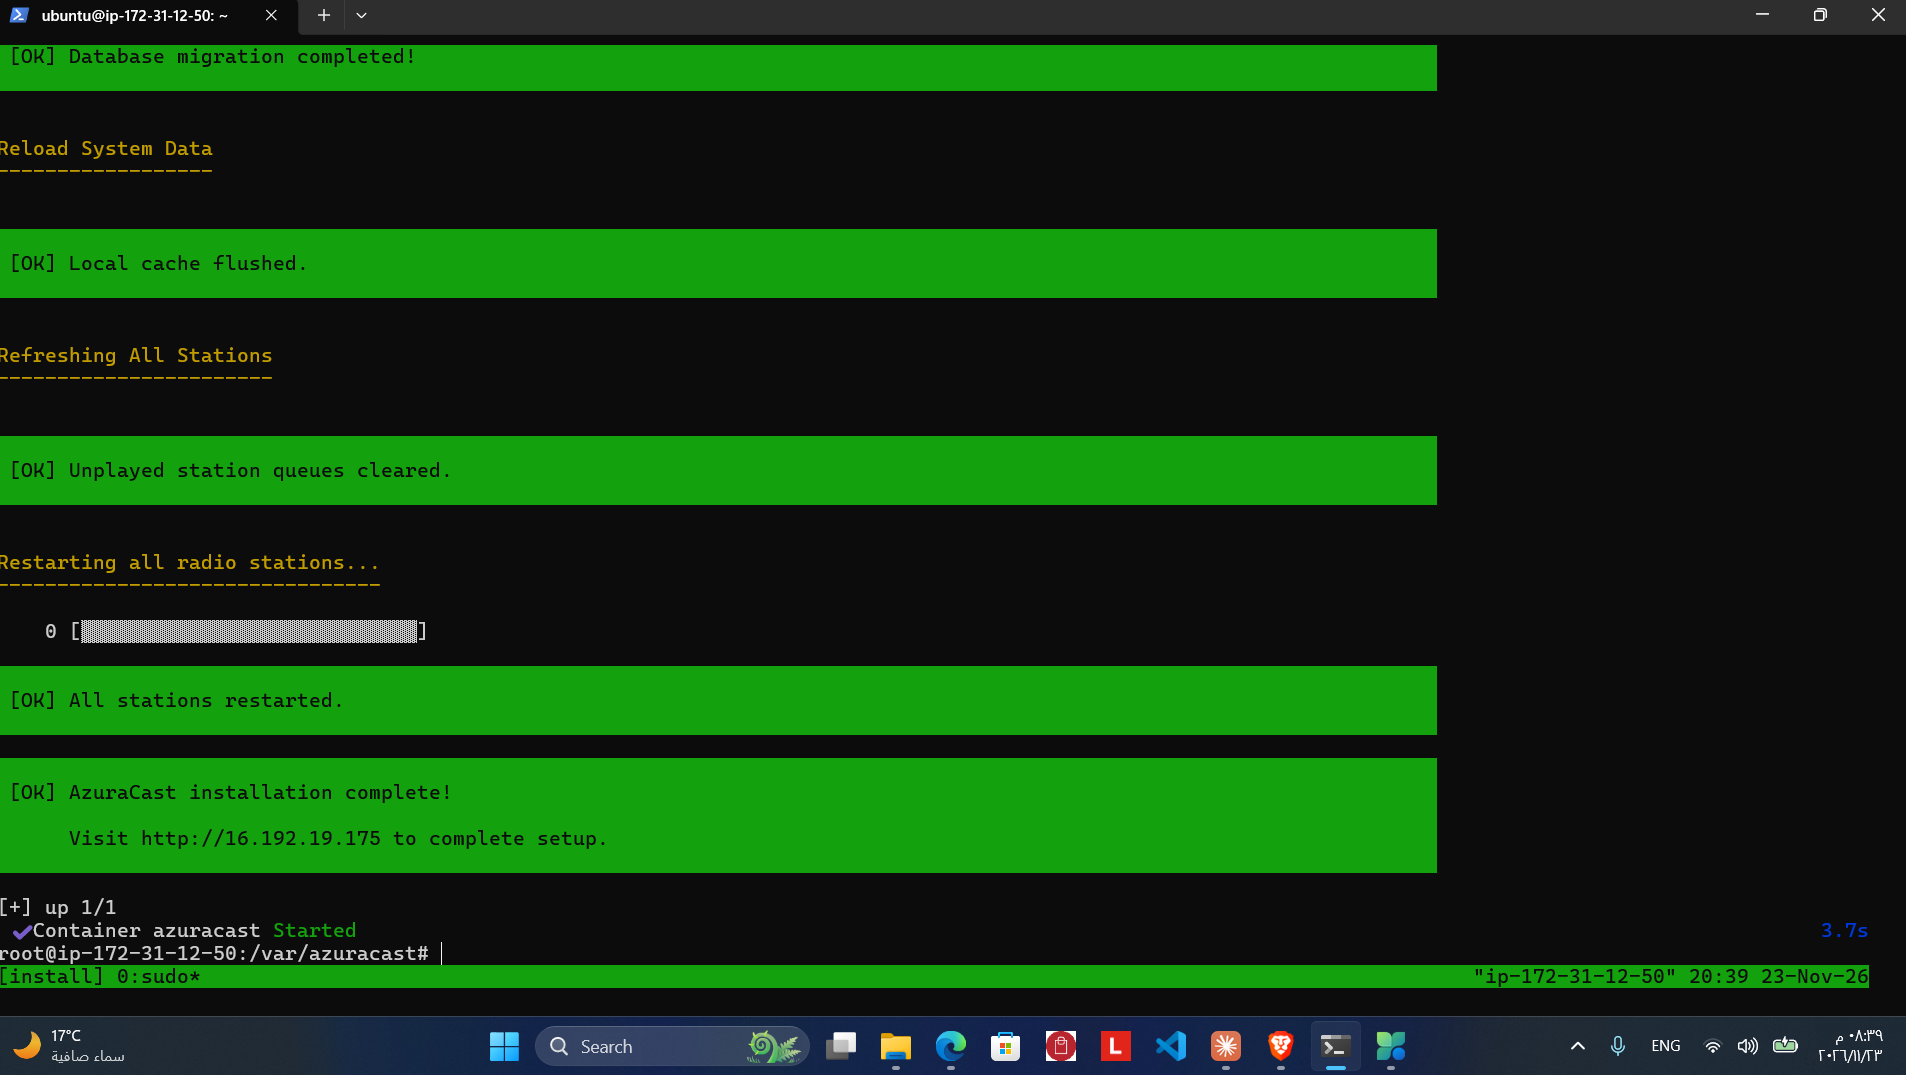 ubuntu@ip-172-31-12-50: ~
[OK] Database migration completed!
Reload System Data
------------------
[OK] Local cache flushed.
Refreshing All Stations
-----------------------
[OK] Unplayed station queues cleared.
Restarting all radio stations...
--------------------------------
0 [▒▒▒▒▒▒▒▒▒▒▒▒▒▒▒▒▒▒▒▒▒▒▒▒▒▒▒▒]
[OK] All stations restarted.
[OK] AzuraCast installation complete!
Visit http://16.192.19.175 to complete setup.
[+] up 1/1
✔Container azuracast Started 3.7s
root@ip-172-31-12-50:/var/azuracast#
[install] 0:sudo* "ip-172-31-12-50" 20:39 23-Nov-26
17°C
سماء صافية
Search
L
ENG
٠٨:٣٩ م
٢٠٢٦/١١/٢٣